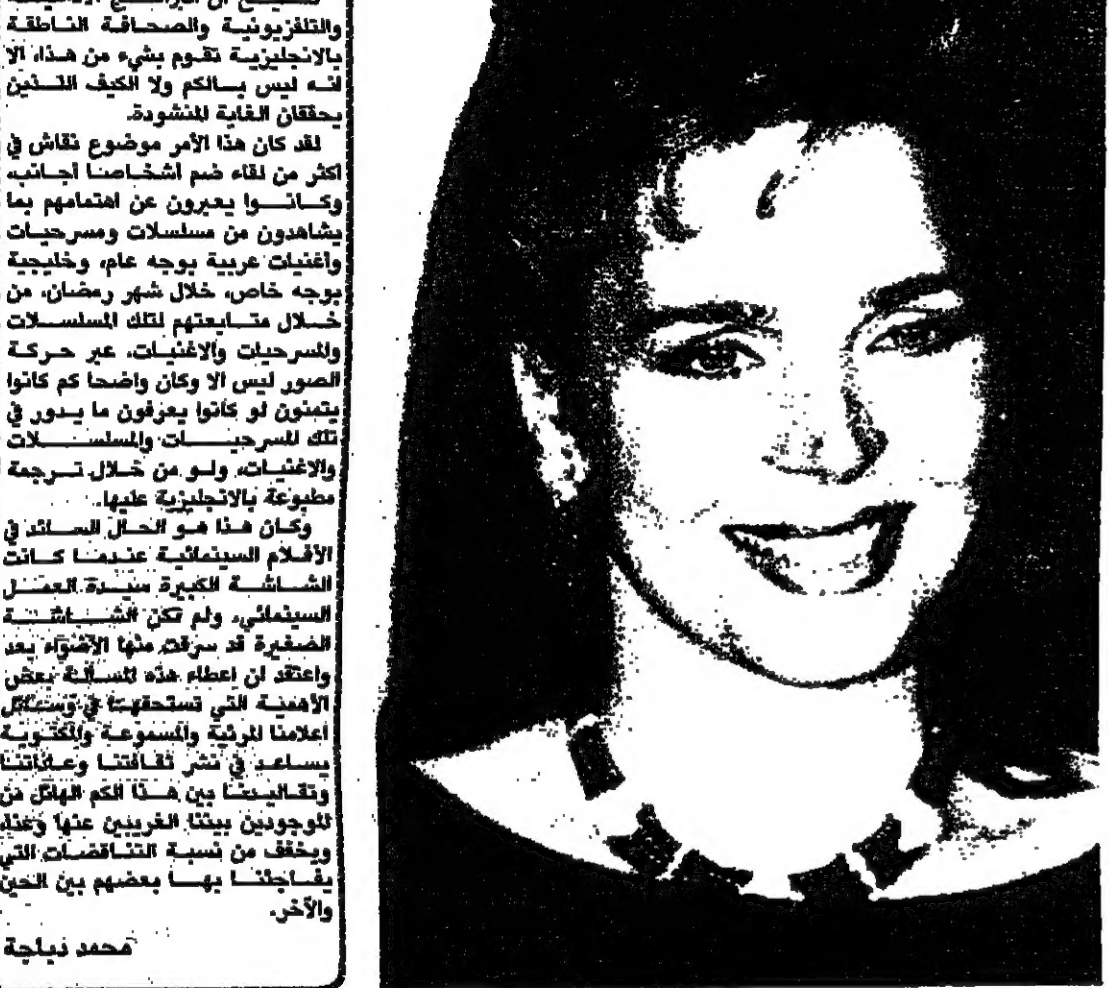 والتلفزيونية والصحافة الناطقة
بالانجليزية تقوم بشيء من هذا، الا
انه ليس بالكم ولا الكيف اللذين
يحققان الغاية المنشودة.
لقد كان هذا الأمر موضوع نقاش في
اكثر من لقاء ضم أشخاصا أجانب،
وكانوا يعبرون عن اهتمامهم بما
يشاهدون من مسلسلات ومسرحيات
وأغنيات عربية بوجه عام، وخليجية
بوجه خاص، خلال شهر رمضان، من
خلال متابعتهم لتلك المسلسلات
والمسرحيات والاغنيات، عبر حركة
الصور ليس الا وكان واضحا كم كانوا
يتمنون لو كانوا يعرفون ما يدور في
تلك المسرحيات والمسلسلات
والاغنيات، ولو من خلال ترجمة
مطبوعة بالانجليزية عليها.
وكان هذا هو الحال السائد في
الأفلام السينمائية عندما كانت
الشاشة الكبيرة سيدة العمل
السينمائي، ولم تكن الشاشة
الصغيرة قد سرقت منها الأضواء بعد
واعتقد ان اعطاء هذه المسألة بعض
الأهمية التي تستحقها في وسائل
اعلامنا المرئية والمسموعة والمكتوبة
يساعد في نشر ثقافتنا وعاداتنا
وتقاليدنا بين هذا الكم الهائل من
الموجودين بيننا الغريبين عنها وعنا،
ويخفف من نسبة التناقضات التي
يفاجئنا بها بعضهم بين الحين
والآخر.
محمد ذيابجة